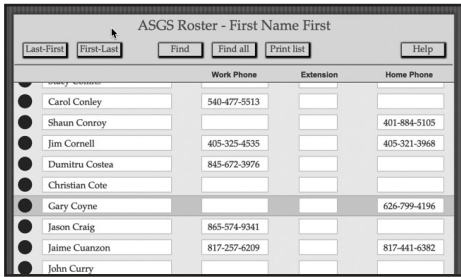 ASGS Roster - First Name First
Last-First First-Last Find Find all Print list Help
Work Phone Extension Home Phone
Carol Conley 540-477-5513
Shaun Conroy 401-884-5105
Jim Cornell 405-325-4535 405-321-3968
Dumitru Costea 845-672-3976
Christian Cote
Gary Coyne 626-799-4196
Jason Craig 865-574-9341
Jaime Cuanzon 817-257-6209 817-441-6382
John Curry